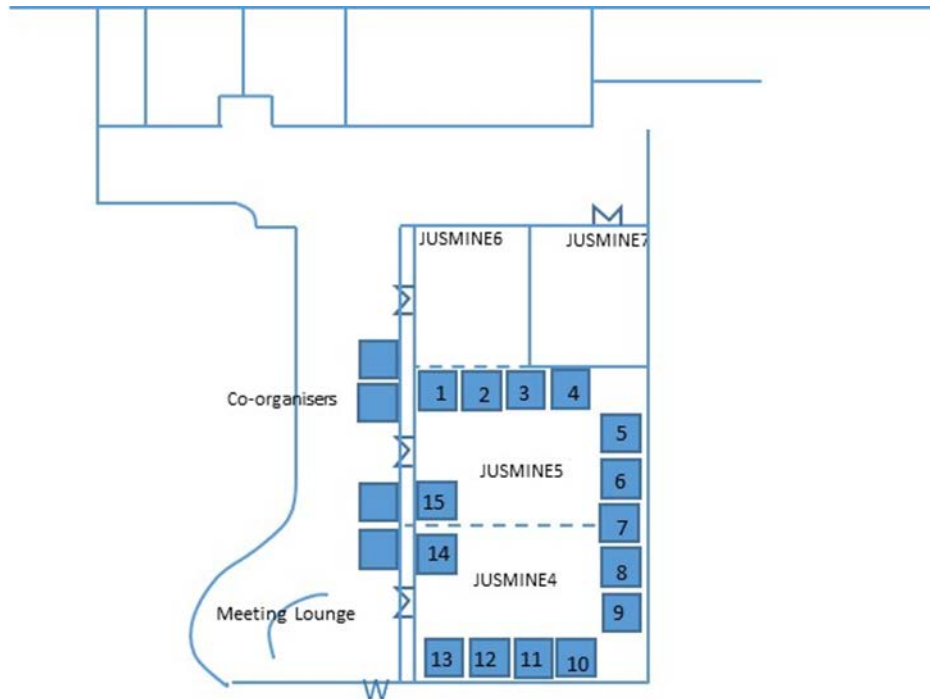 JUSMINE6
JUSMINE7
1 2 3 4
Co-organisers
5
JUSMINE5
6
15
7
14
8
JUSMINE4
9
Meeting Lounge
13 12 11 10